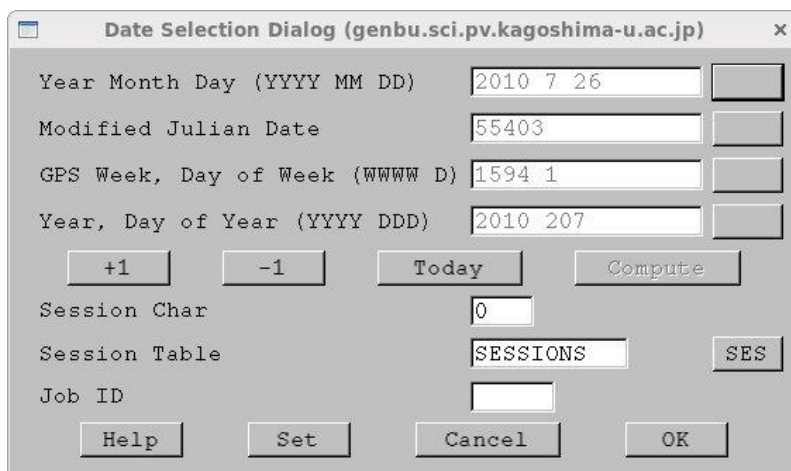 Date Selection Dialog (genbu.sci.pv.kagoshima-u.ac.jp) ×
Year Month Day (YYYY MM DD) 2010 7 26
Modified Julian Date 55403
GPS Week, Day of Week (WWWW D) 1594 1
Year, Day of Year (YYYY DDD) 2010 207
+1 -1 Today Compute
Session Char 0
Session Table SESSIONS SES
Job ID
Help Set Cancel OK